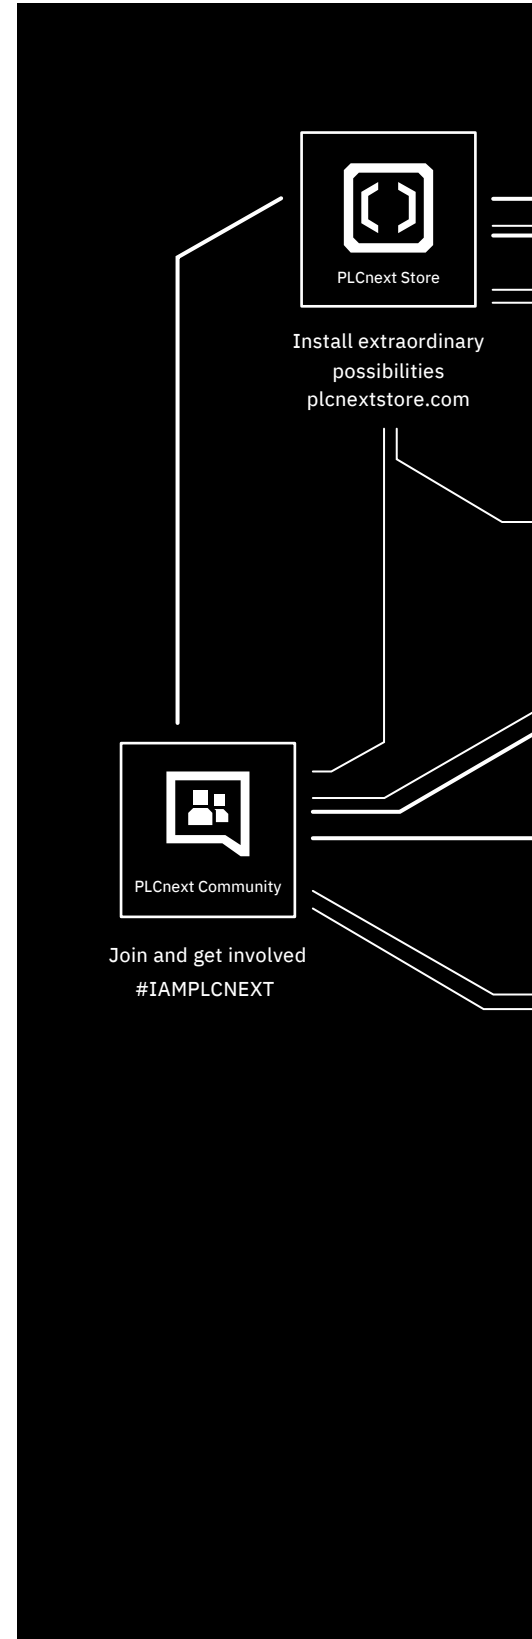 PLCnext Store
Install extraordinary
possibilities
plcnextstore.com
PLCnext Community
Join and get involved
#IAMPLCNEXT